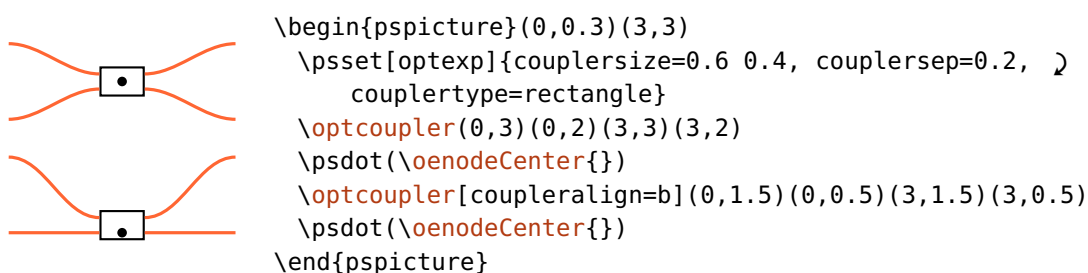 \begin{pspicture}(0,0.3)(3,3)
\psset[optexp]{couplersize=0.6 0.4, couplersep=0.2,
couplertype=rectangle}
\optcoupler(0,3)(0,2)(3,3)(3,2)
\psdot(\oenodeCenter{})
\optcoupler[coupleralign=b](0,1.5)(0,0.5)(3,1.5)(3,0.5)
\psdot(\oenodeCenter{})
\end{pspicture}